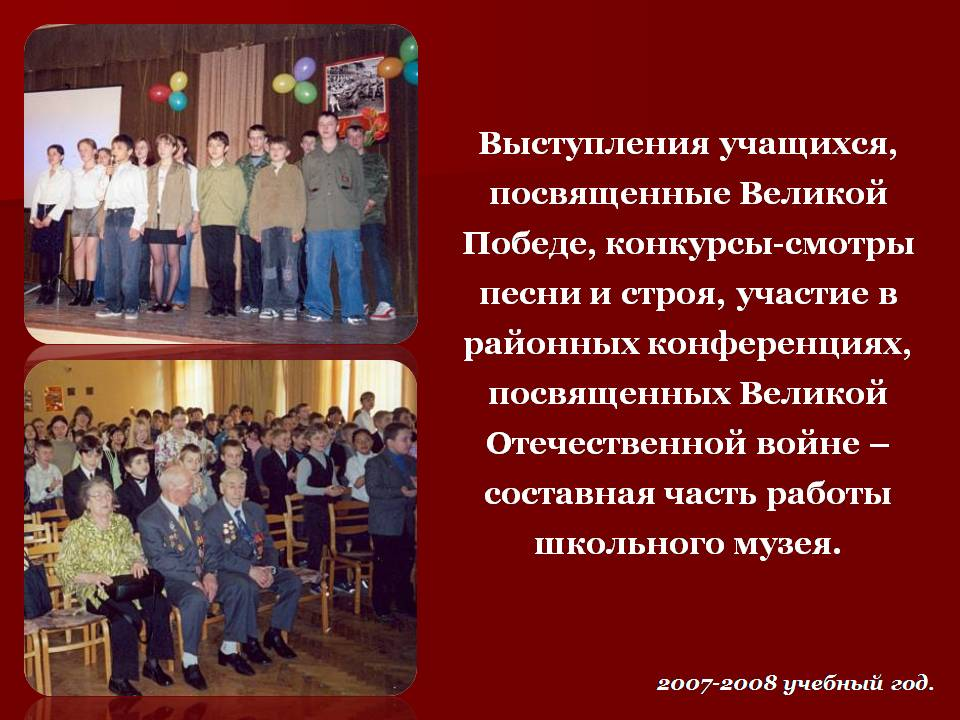 Выступления учащихся,
посвященные Великой
Победе, конкурсы-смотры
песни и строя, участие в
районных конференциях,
посвященных Великой
Отечественной войне –
составная часть работы
школьного музея.
2007-2008 учебный год.